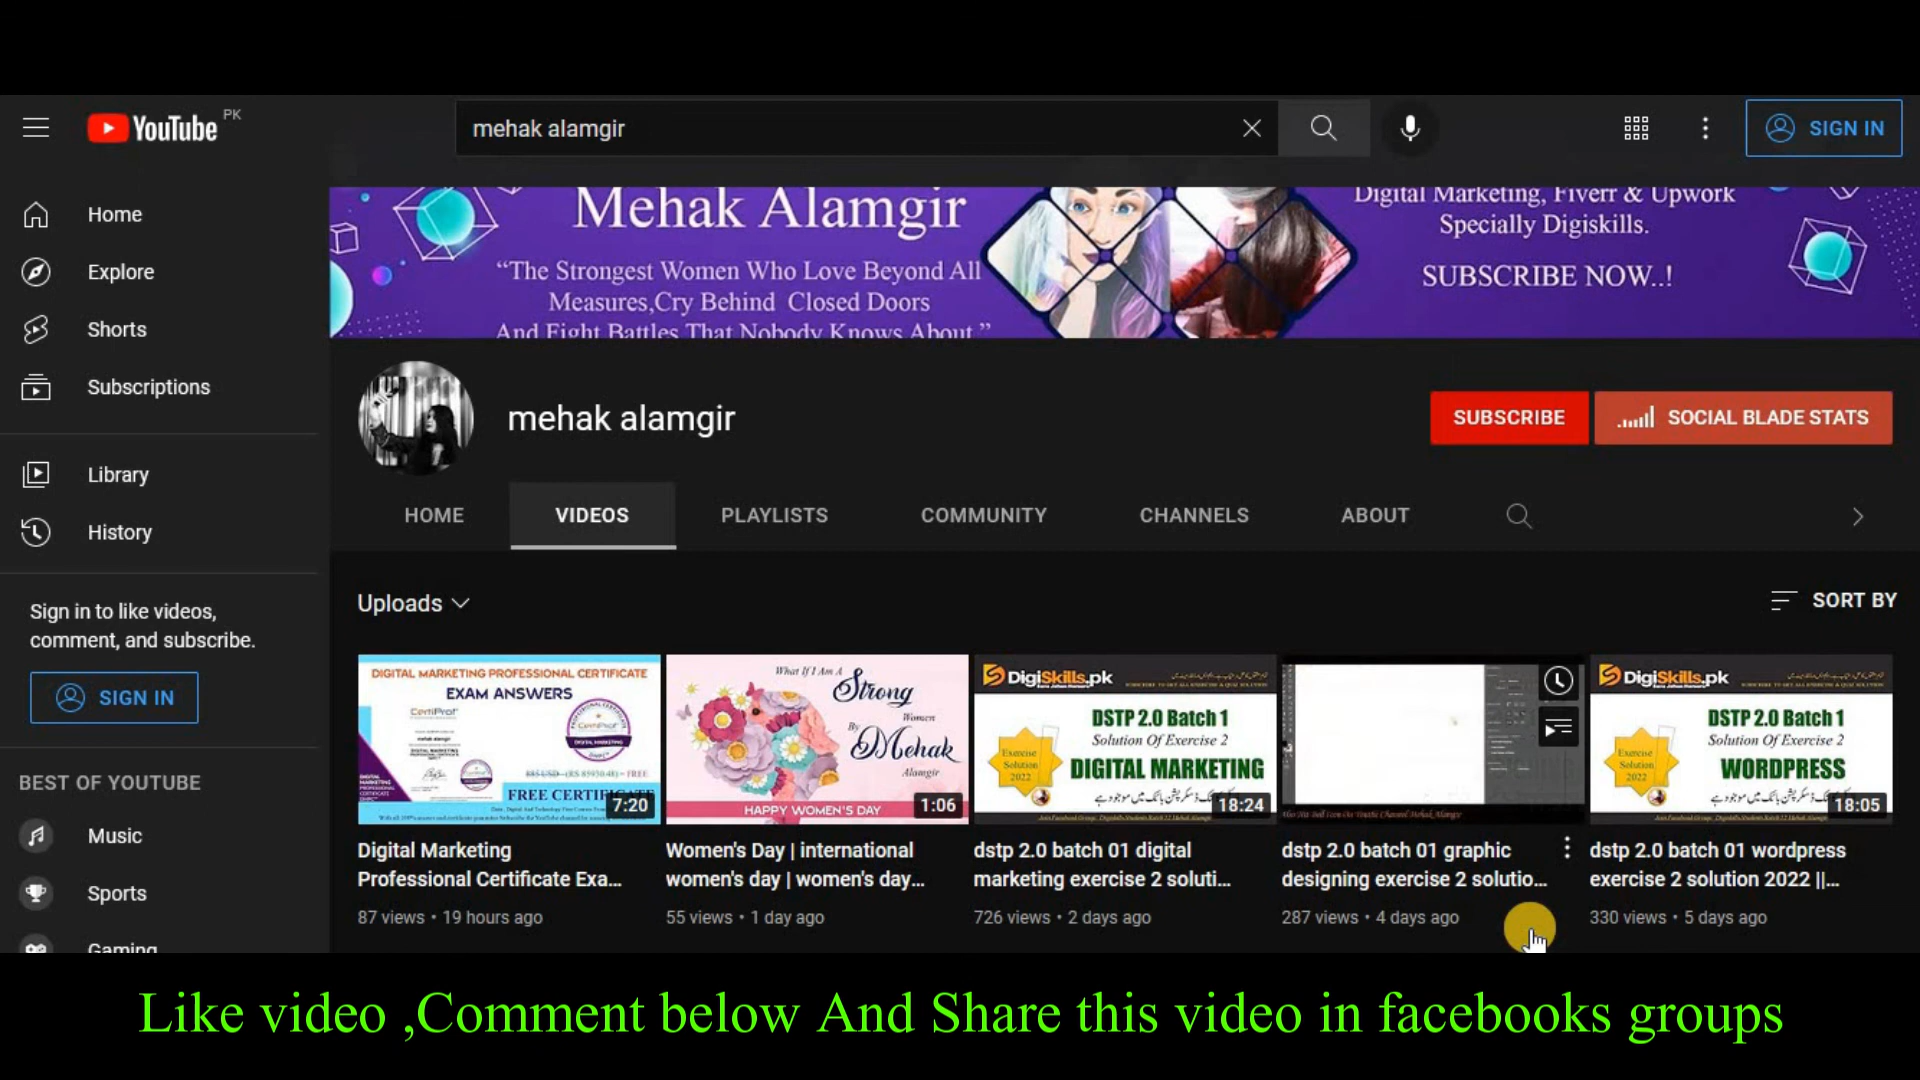 YouTube PK
mehak alamgir
SIGN IN
Home
Explore
Shorts
Subscriptions
Library
History
Sign in to like videos,
comment, and subscribe.
SIGN IN
BEST OF YOUTUBE
Music
Sports
Gaming
Mehak Alamgir
“The Strongest Women Who Love Beyond All
Measures,Cry Behind Closed Doors
And Fight Battles That Nobody Knows About ”
Digital Marketing, Fiverr & Upwork
Specially Digiskills.
SUBSCRIBE NOW..!
mehak alamgir
SUBSCRIBE
SOCIAL BLADE STATS
HOME
VIDEOS
PLAYLISTS
COMMUNITY
CHANNELS
ABOUT
Uploads
SORT BY
DIGITAL MARKETING PROFESSIONAL CERTIFICATE
EXAM ANSWERS
CertiProf
mehak alamgir
FREE CERTIFICATE
7:20
Digital Marketing
Professional Certificate Exa...
87 views • 19 hours ago
What If I Am A
Strong
Women
By
Mehak
Alamgir
HAPPY WOMEN'S DAY
1:06
Women's Day | international
women's day | women's day...
55 views • 1 day ago
DigiSkills.pk
DSTP 2.0 Batch 1
Solution Of Exercise 2
Exercise
Solution
2022
DIGITAL MARKETING
18:24
dstp 2.0 batch 01 digital
marketing exercise 2 soluti...
726 views • 2 days ago
dstp 2.0 batch 01 graphic
designing exercise 2 solutio...
287 views • 4 days ago
DigiSkills.pk
DSTP 2.0 Batch 1
Solution Of Exercise 2
Exercise
Solution
2022
WORDPRESS
18:05
dstp 2.0 batch 01 wordpress
exercise 2 solution 2022 ||...
330 views • 5 days ago
Like video ,Comment below And Share this video in facebooks groups